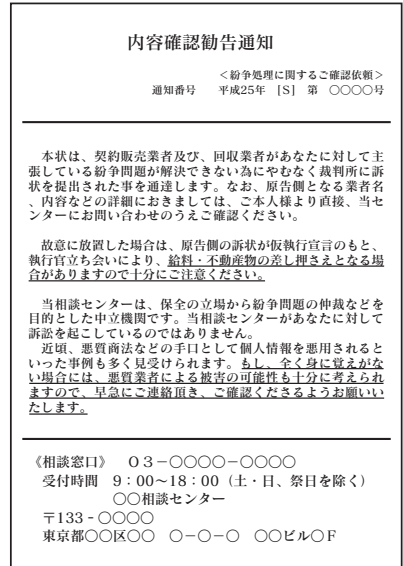 内容確認勧告通知
＜紛争処理に関するご確認依頼＞
通知番号　平成25年　[S]　第　〇〇〇〇号
本状は、契約販売業者及び、回収業者があなたに対して主
張している紛争問題が解決できない為にやむなく裁判所に訴
状を提出された事を通達します。なお、原告側となる業者名
、内容などの詳細におきましては、ご本人様より直接、当セ
ンターにお問い合わせのうえご確認ください。
故意に放置した場合は、原告側の訴状が仮執行宣言のもと、
執行官立ち会いにより、給料・不動産物の差し押さえとなる場
合がありますので十分にご注意ください。
当相談センターは、保全の立場から紛争問題の仲裁などを
目的とした中立機関です。当相談センターがあなたに対して
訴訟を起こしているのではありません。
近頃、悪質商法などの手口として個人情報を悪用されると
いった事例も多く見受けられます。もし、全く身に覚えがな
い場合には、悪質業者による被害の可能性も十分に考えられ
ますので、早急にご連絡頂き、ご確認くださるようお願いい
たします。
《相談窓口》　０３－〇〇〇〇－〇〇〇〇
受付時間　９：００～１８：００（土・日、祭日を除く）
〇〇相談センター
〒133 - 〇〇〇〇
東京都〇〇区〇〇　〇－〇－〇　〇〇ビル〇Ｆ